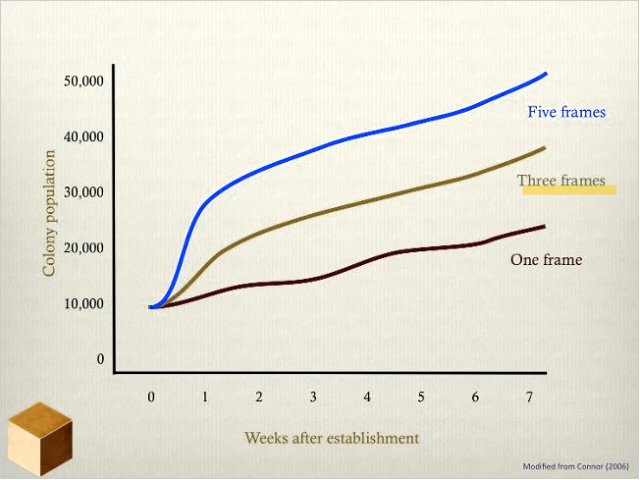 50,000
40,000
30,000
20,000
10,000
0
Colony population
Five frames
Three frames
One frame
0 1 2 3 4 5 6 7
Weeks after establishment
Modified from Connor (2006)